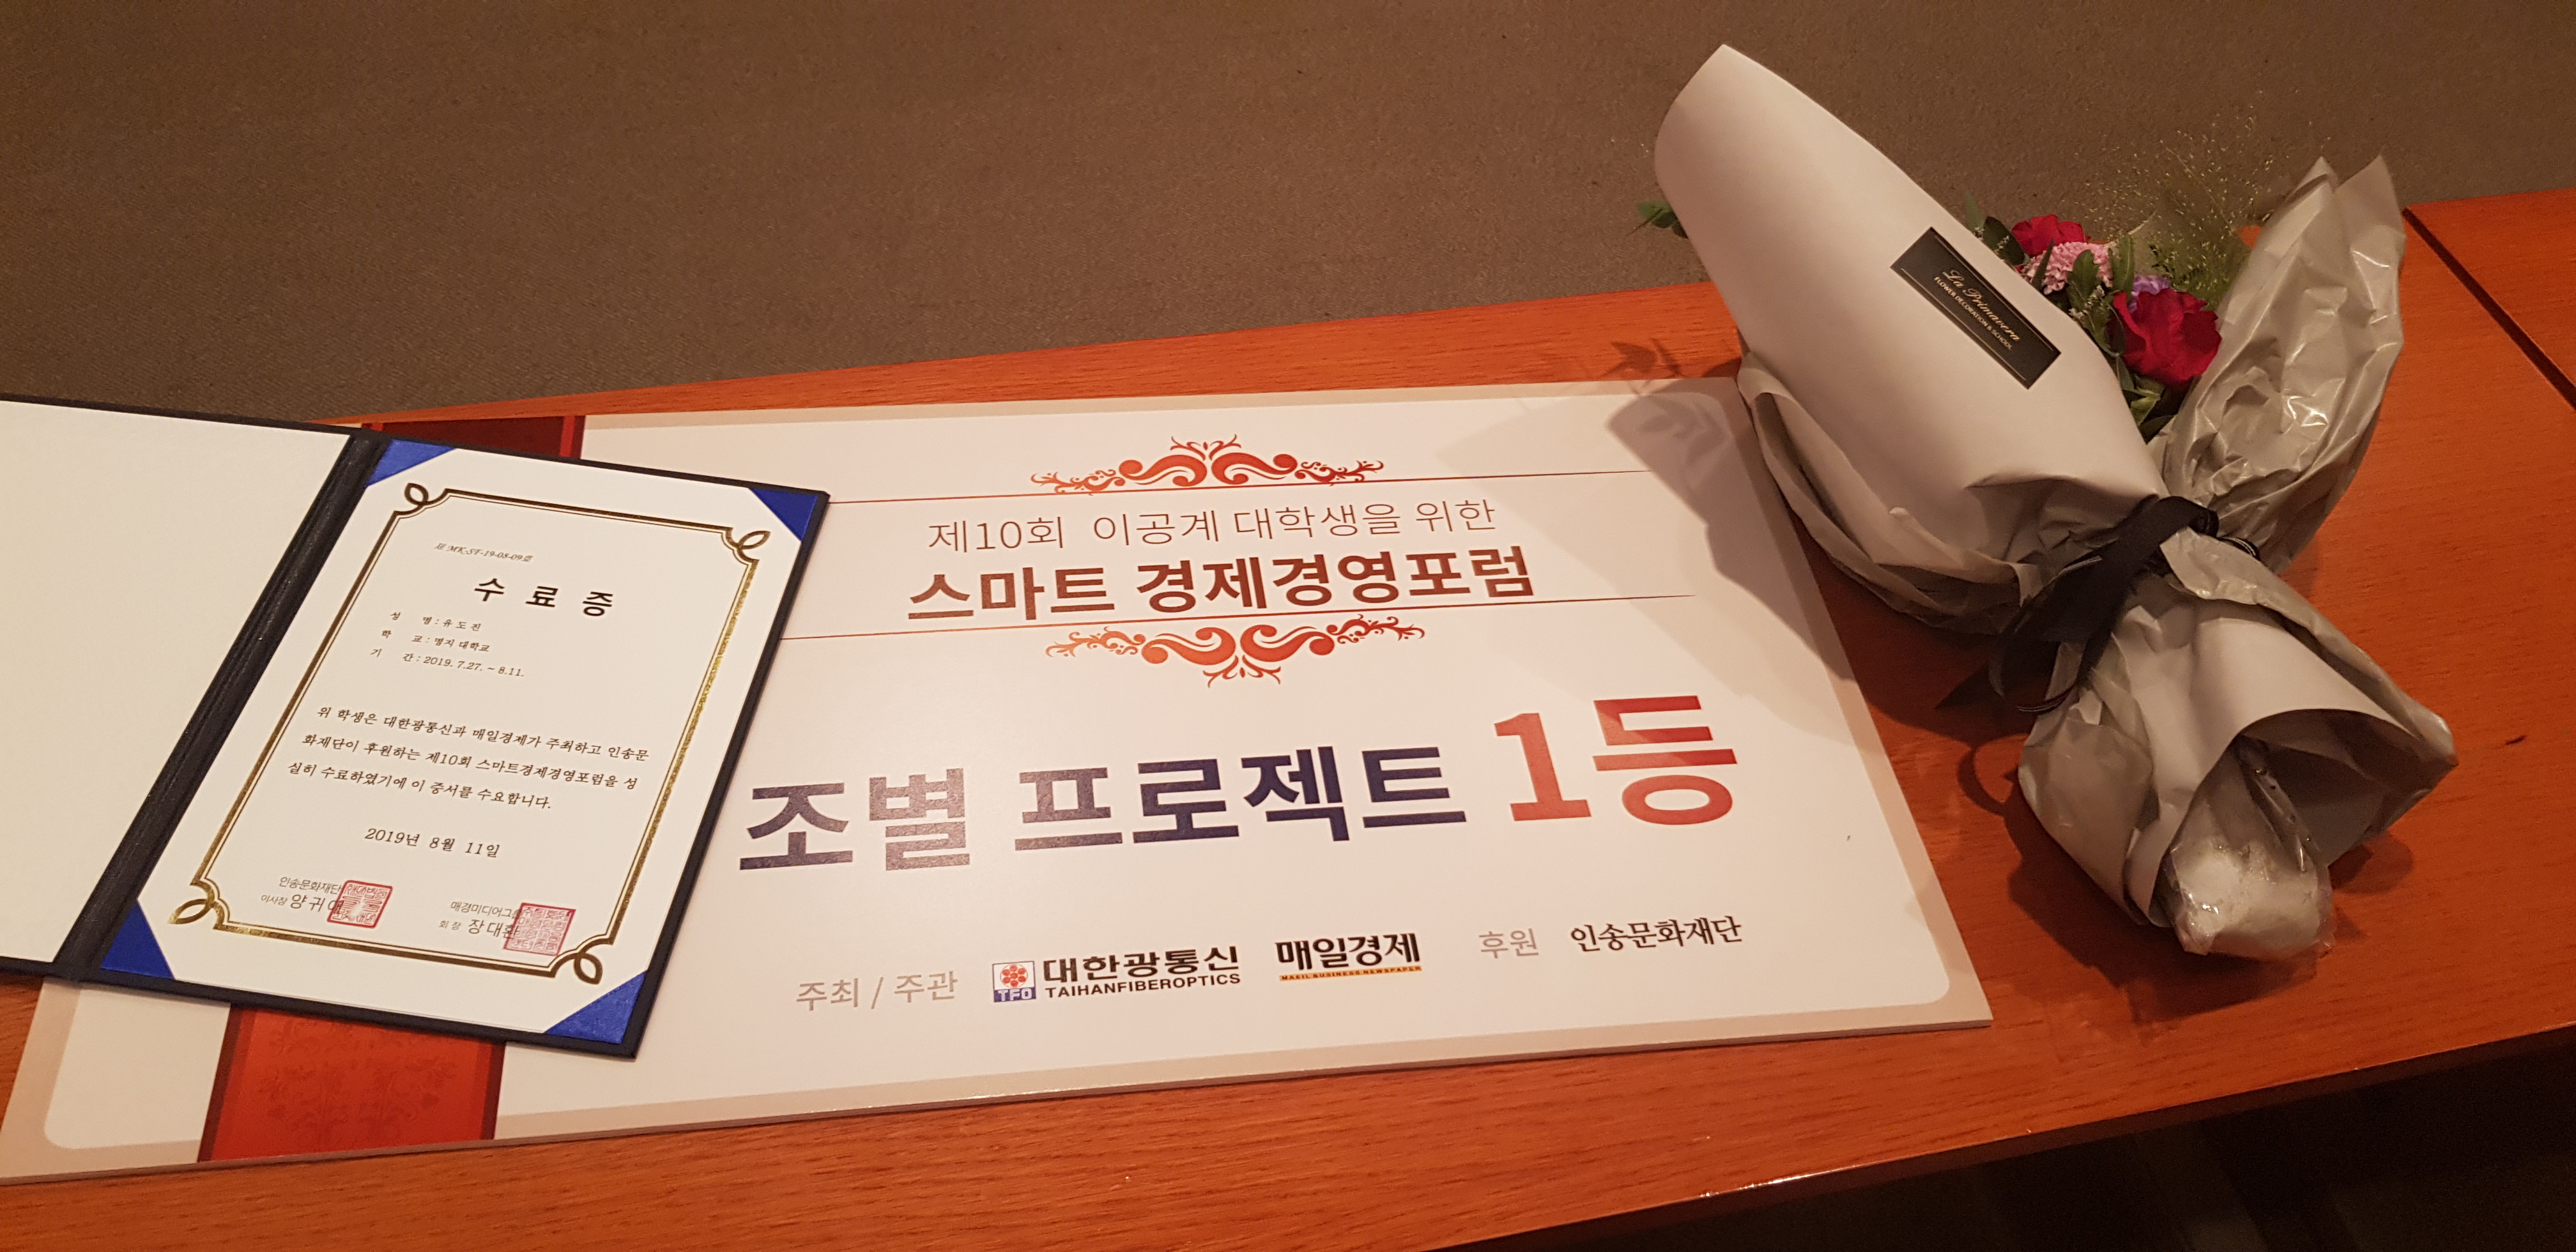 제 MK-SF-19-08-09호
수 료 증
성 명 : 유 도 진
학 교 : 명지 대학교
기 간 : 2019. 7.27. ~ 8.11.
위 학생은 대한광통신과 매일경제가 주최하고 인송문
화재단이 후원하는 제10회 스마트경제경영포럼을 성
실히 수료하였기에 이 증서를 수요합니다.
2019년 8월 11일
인송문화재단
이사장 양귀애
매경미디어그룹
회 장 장대환
제10회 이공계 대학생을 위한
스마트 경제경영포럼
조별 프로젝트 1등
주최 / 주관
TFO
대한광통신
TAIHANFIBEROPTICS
매일경제
MAEIL BUSINESS NEWSPAPER
후원 인송문화재단
La Primavera
FLOWER DECORATION & SCHOOL